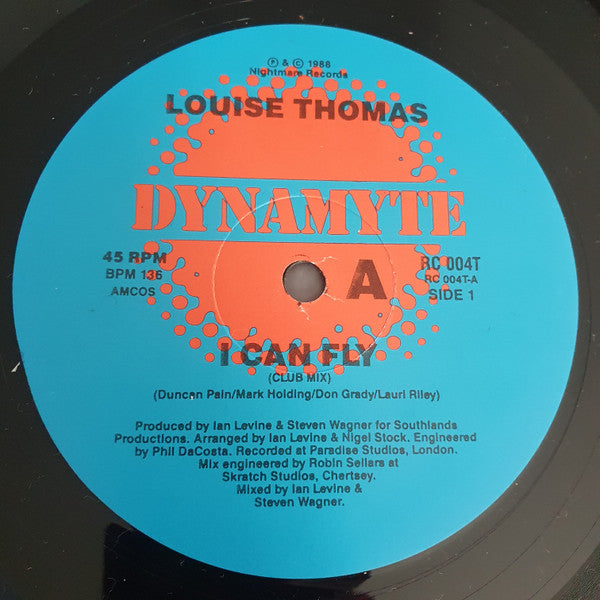 ℗ & © 1988
Nightmare Records
LOUISE THOMAS
DYNAMYTE
45 RPM
BPM 136
AMCOS
A
RC 004T
RC 004T-A
SIDE 1
I CAN FLY
(CLUB MIX)
(Duncan Pain/Mark Holding/Don Grady/Lauri Riley)
Produced by Ian Levine & Steven Wagner for Southlands
Productions. Arranged by Ian Levine & Nigel Stock. Engineered
by Phil DaCosta. Recorded at Paradise Studios, London.
Mix engineered by Robin Sellars at
Skratch Studios, Chertsey.
Mixed by Ian Levine &
Steven Wagner.